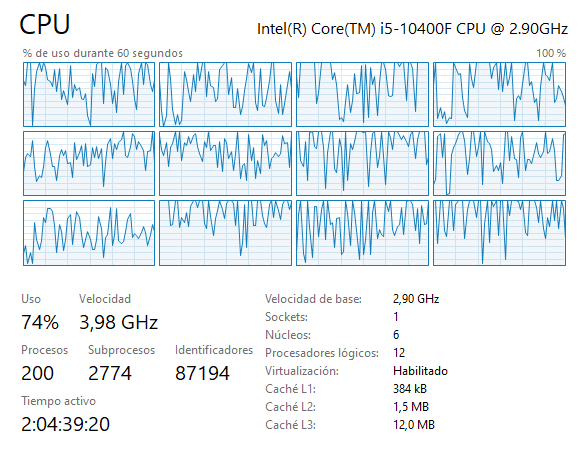 CPU
Intel(R) Core(TM) i5-10400F CPU @ 2.90GHz
% de uso durante 60 segundos
100 %
Uso
Velocidad
74%
3,98 GHz
Procesos
Subprocesos
Identificadores
200
2774
87194
Tiempo activo
2:04:39:20
Velocidad de base:
2,90 GHz
Sockets:
1
Núcleos:
6
Procesadores lógicos:
12
Virtualización:
Habilitado
Caché L1:
384 kB
Caché L2:
1,5 MB
Caché L3:
12,0 MB